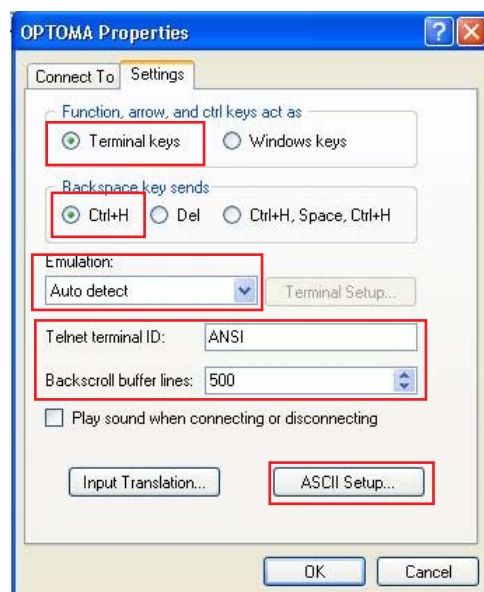 OPTOMA Properties
Connect To Settings
Function, arrow, and ctrl keys act as
Terminal keys Windows keys
Backspace key sends
Ctrl+H Del Ctrl+H, Space, Ctrl+H
Emulation:
Auto detect Terminal Setup...
Telnet terminal ID: ANSI
Backscroll buffer lines: 500
Play sound when connecting or disconnecting
Input Translation... ASCII Setup...
OK Cancel